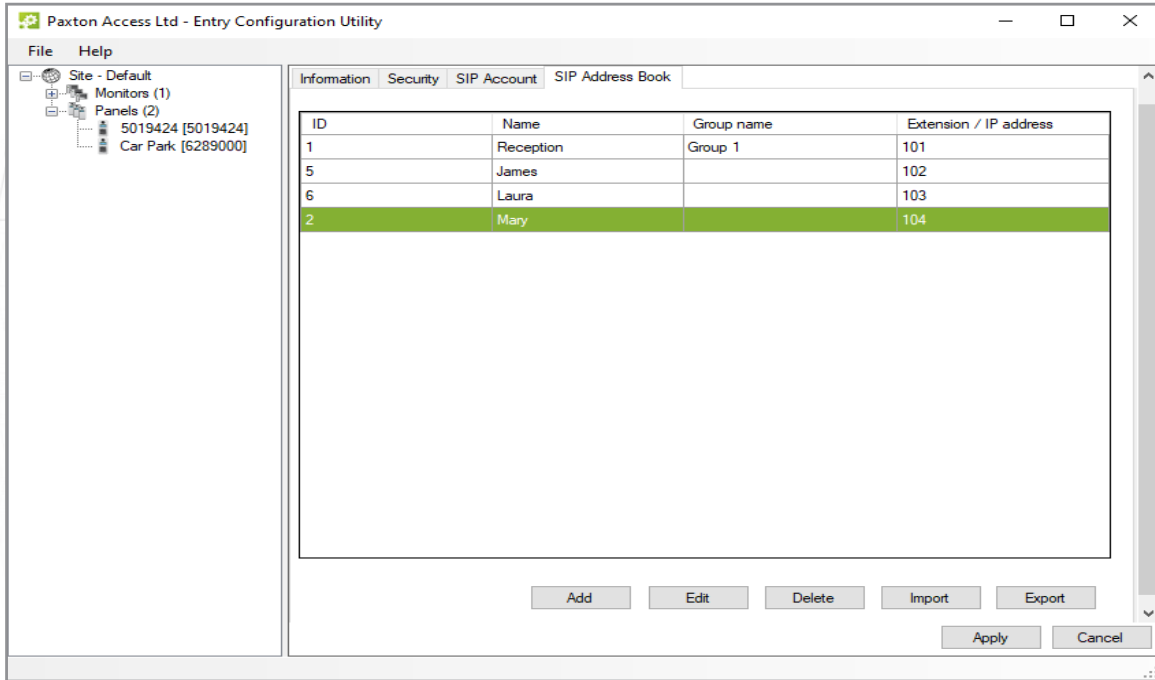 Paxton Access Ltd - Entry Configuration Utility
File Help
Site - Default
Monitors (1)
Panels (2)
5019424 [5019424]
Car Park [6289000]
Information Security SIP Account SIP Address Book
ID Name Group name Extension / IP address
1 Reception Group 1 101
5 James 102
6 Laura 103
2 Mary 104
Add Edit Delete Import Export
Apply Cancel